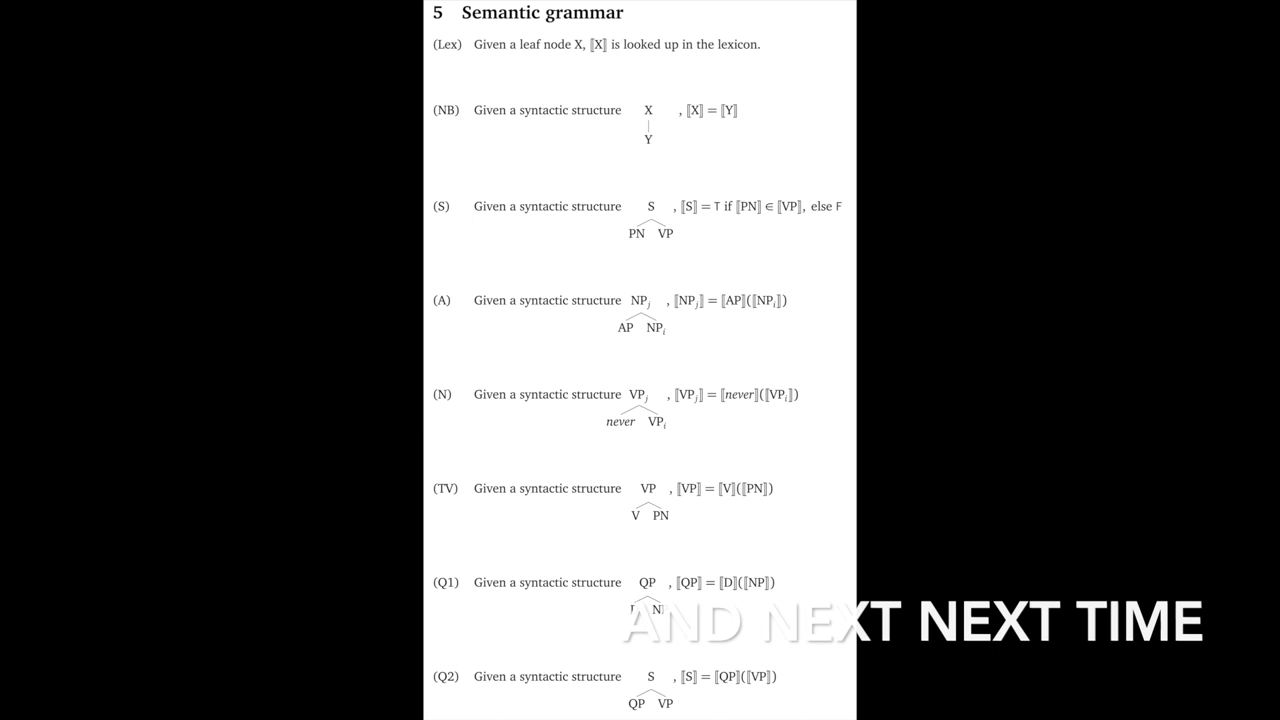 5 Semantic grammar
(Lex) Given a leaf node X, ⟦X⟧ is looked up in the lexicon.
(NB) Given a syntactic structure X , ⟦X⟧ = ⟦Y⟧
Y
(S) Given a syntactic structure S , ⟦S⟧ = T if ⟦PN⟧ ∈ ⟦VP⟧, else F
PN VP
(A) Given a syntactic structure NPⱼ , ⟦NPⱼ⟧ = ⟦AP⟧(⟦NPᵢ⟧)
AP NPᵢ
(N) Given a syntactic structure VPⱼ , ⟦VPⱼ⟧ = ⟦never⟧(⟦VPᵢ⟧)
never VPᵢ
(TV) Given a syntactic structure VP , ⟦VP⟧ = ⟦V⟧(⟦PN⟧)
V PN
(Q1) Given a syntactic structure QP , ⟦QP⟧ = ⟦D⟧(⟦NP⟧)
AND NEXT NEXT TIME
(Q2) Given a syntactic structure S , ⟦S⟧ = ⟦QP⟧(⟦VP⟧)
QP VP